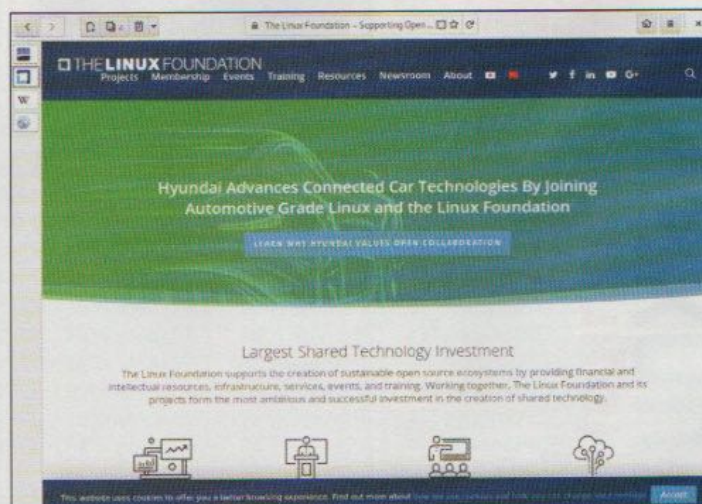 The Linux Foundation – Supporting Open ...
THE LINUX FOUNDATION
Projects Membership Events Training Resources Newsroom About
W
Hyundai Advances Connected Car Technologies By Joining
Automotive Grade Linux and the Linux Foundation
LEARN WHY HYUNDAI VALUES OPEN COLLABORATION
Largest Shared Technology Investment
The Linux Foundation supports the creation of sustainable open source ecosystems by providing financial and
intellectual resources, infrastructure, services, events, and training. Working together, The Linux Foundation and its
projects form the most ambitious and successful investment in the creation of shared technology.
This website uses cookies to offer you a better browsing experience. Find out more about
Accept